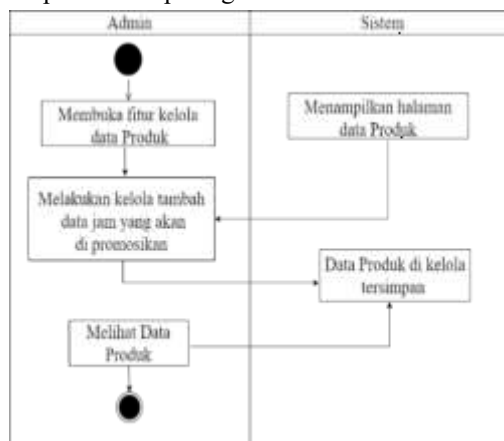 Admin
Sistem
Membuka fitur kelola
data Produk
Menampilkan halaman
data Produk
Melakukan kelola tambah
data jam yang akan
di promosikan
Data Produk di kelola
tersimpan
Melihat Data
Produk